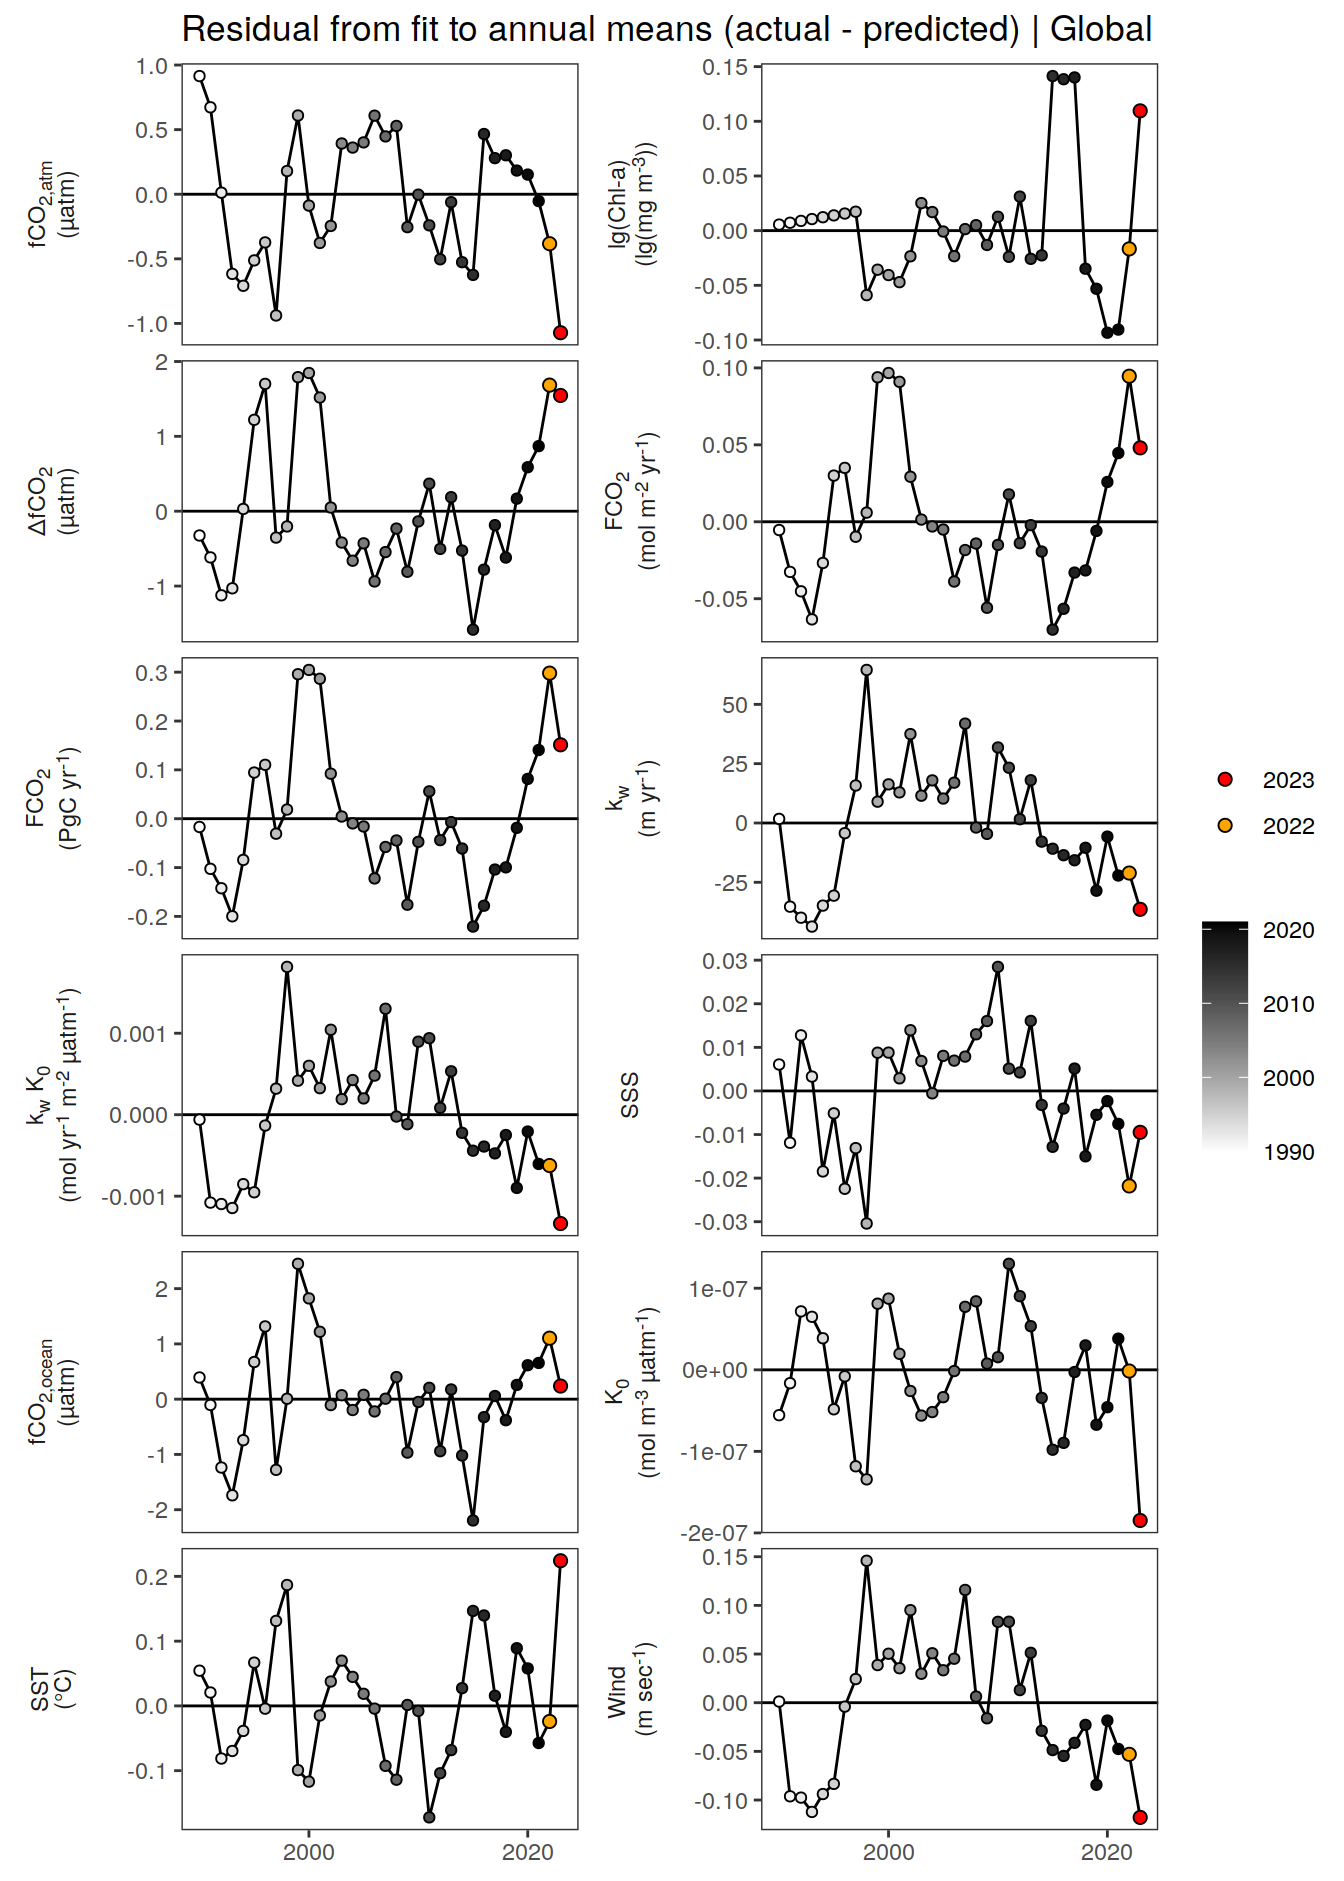 Residual from fit to annual means (actual - predicted) | Global
fCO2,atm
(µatm)
1.0
0.5
0.0
-0.5
-1.0
lg(Chl-a)
(lg(mg m-3))
0.15
0.10
0.05
0.00
-0.05
-0.10
ΔfCO2
(µatm)
2
1
0
-1
FCO2
(mol m-2 yr-1)
0.10
0.05
0.00
-0.05
FCO2
(PgC yr-1)
0.3
0.2
0.1
0.0
-0.1
-0.2
kw
(m yr-1)
50
25
0
-25
kw K0
(mol yr-1 m-2 µatm-1)
0.001
0.000
-0.001
SSS
0.03
0.02
0.01
0.00
-0.01
-0.02
-0.03
fCO2,ocean
(µatm)
2
1
0
-1
-2
K0
(mol m-3 µatm-1)
1e-07
0e+00
-1e-07
-2e-07
SST
(°C)
0.2
0.1
0.0
-0.1
2000
2020
Wind
(m sec-1)
0.15
0.10
0.05
0.00
-0.05
-0.10
2000
2020
2023
2022
2020
2010
2000
1990